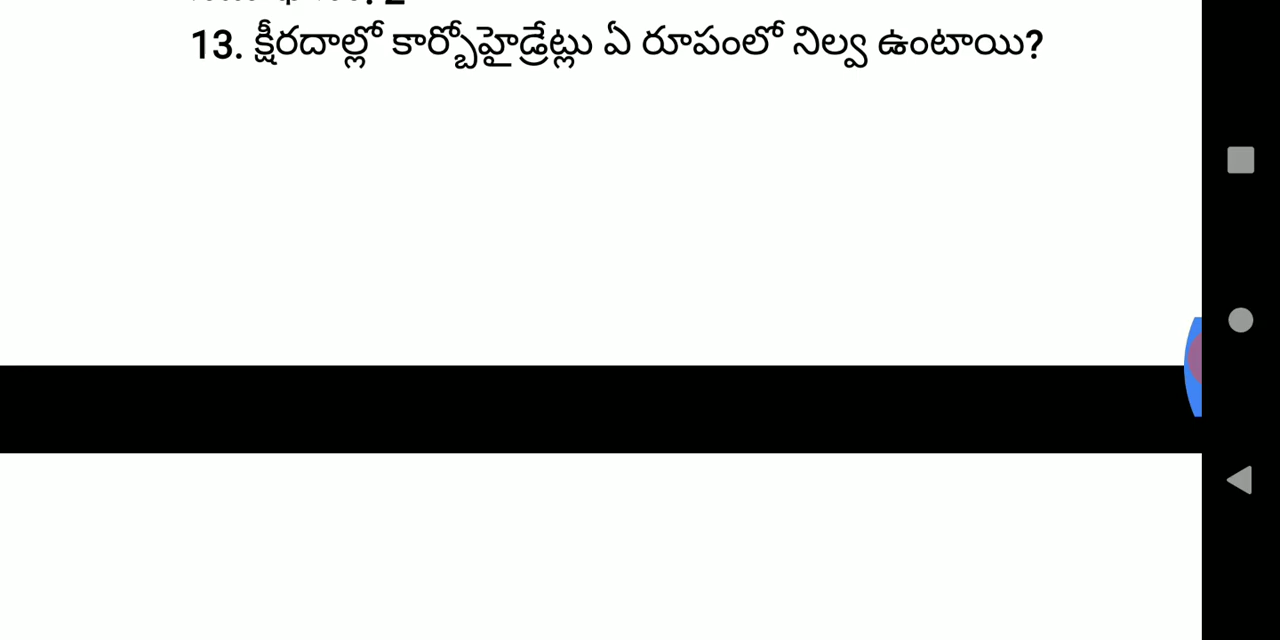 13. క్షీరదాల్లో కార్బోహైడ్రేట్లు ఏ రూపంలో నిల్వ ఉంటాయి?